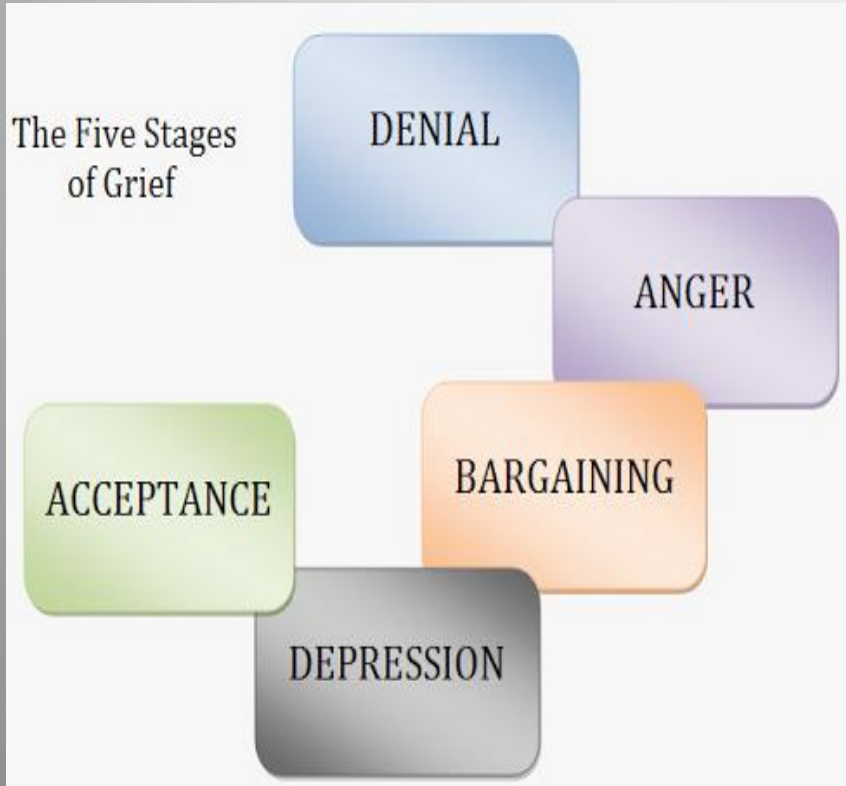 The Five Stages
of Grief
DENIAL
ANGER
BARGAINING
DEPRESSION
ACCEPTANCE